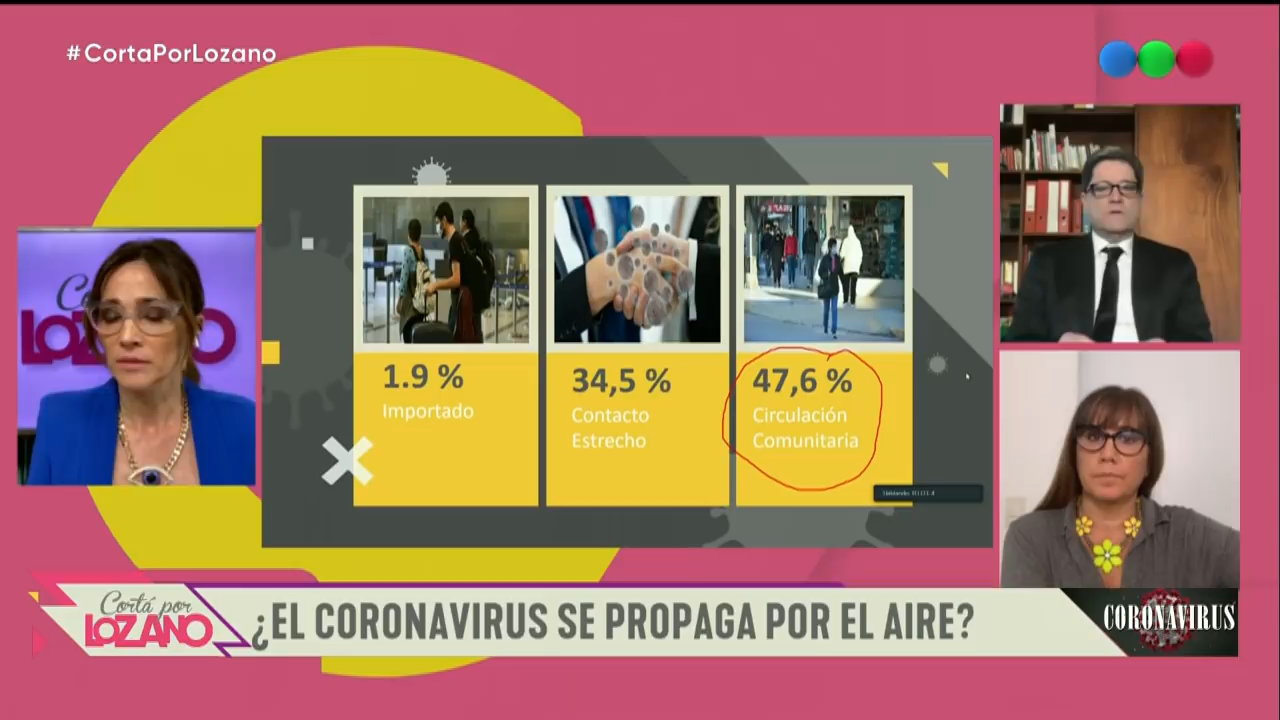 #CortaPorLozano
LOZANO
1.9 %
Importado
34,5 %
Contacto
Estrecho
47,6 %
Circulación
Comunitaria
Cortá por
LOZANO
¿EL CORONAVIRUS SE PROPAGA POR EL AIRE?
CORONAVIRUS